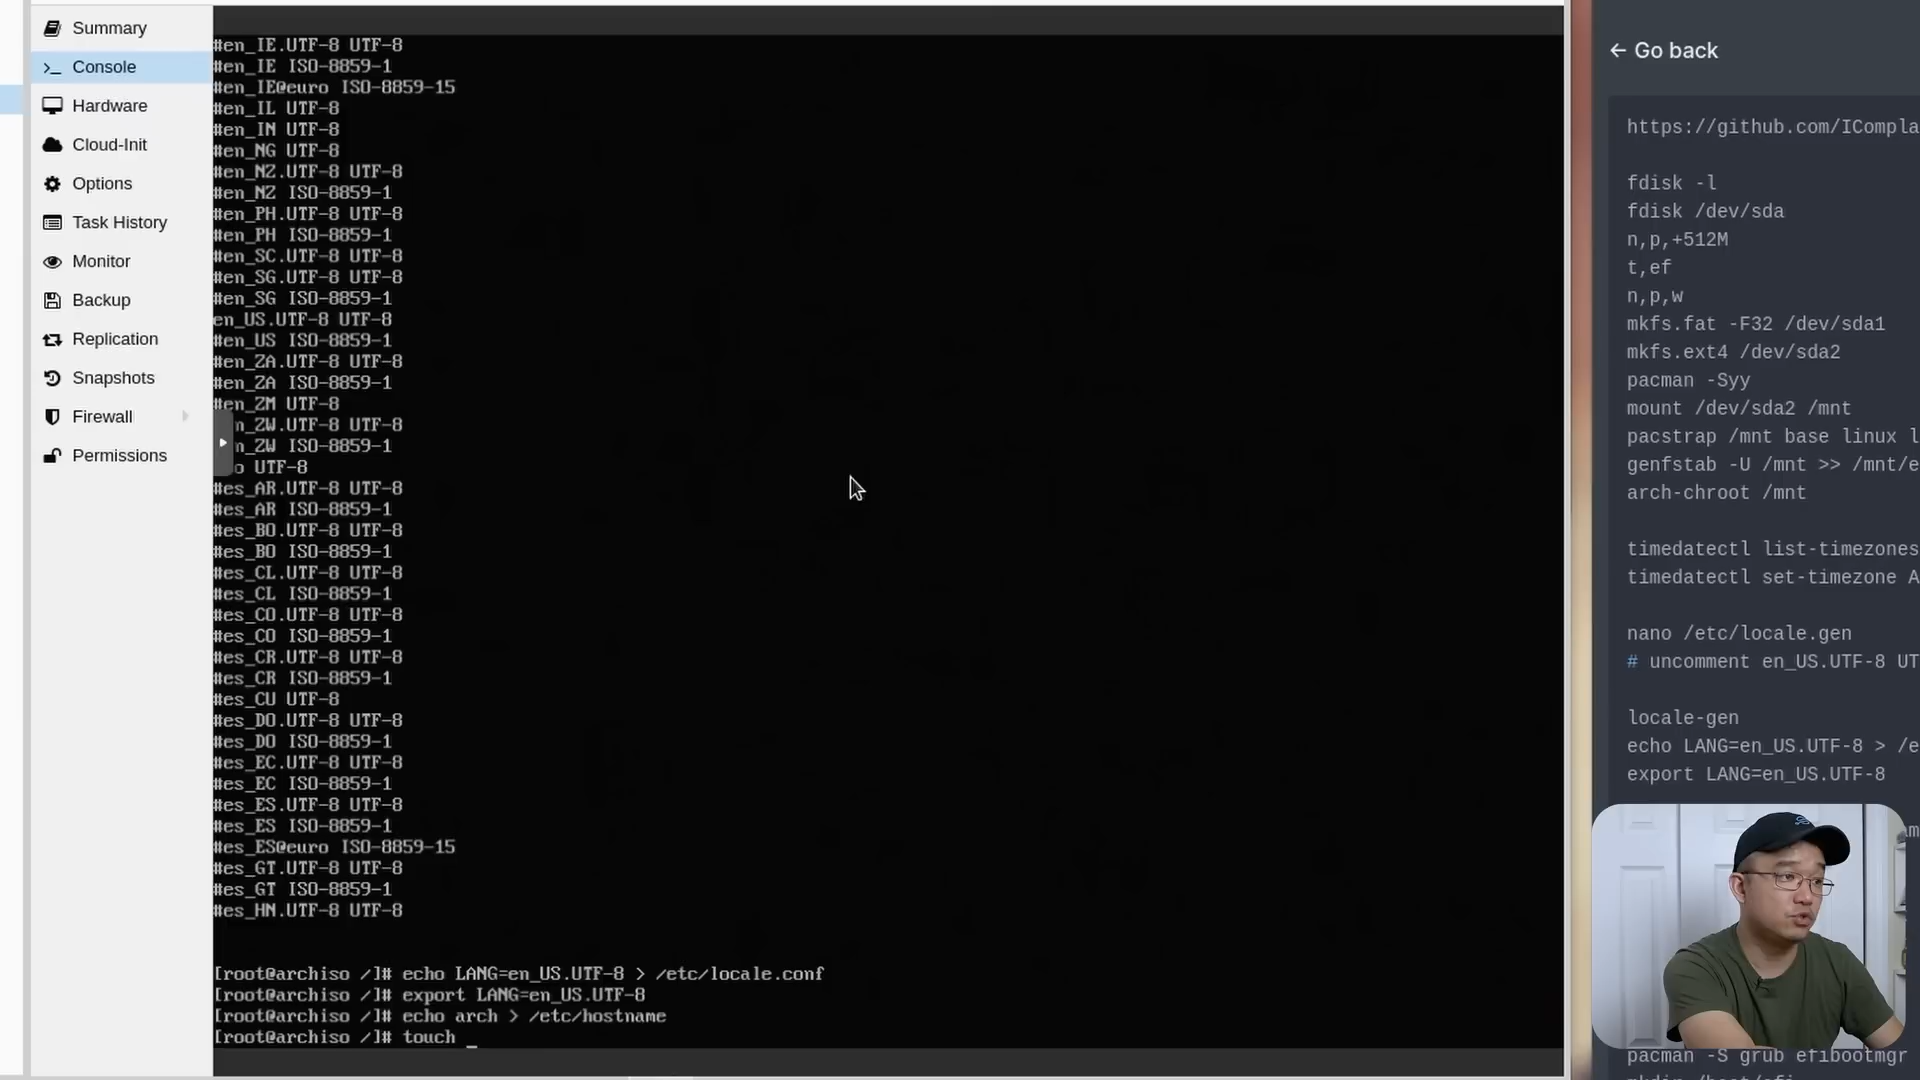 Summary
Console
Hardware
Cloud-Init
Options
Task History
Monitor
Backup
Replication
Snapshots
Firewall
Permissions
#en_IE.UTF-8 UTF-8
#en_IE ISO-8859-1
#en_IE@euro ISO-8859-15
#en_IL UTF-8
#en_IN UTF-8
#en_NG UTF-8
#en_NZ.UTF-8 UTF-8
#en_NZ ISO-8859-1
#en_PH.UTF-8 UTF-8
#en_PH ISO-8859-1
#en_SC.UTF-8 UTF-8
#en_SG.UTF-8 UTF-8
#en_SG ISO-8859-1
en_US.UTF-8 UTF-8
#en_US ISO-8859-1
#en_ZA.UTF-8 UTF-8
#en_ZA ISO-8859-1
#en_ZM UTF-8
n_ZW.UTF-8 UTF-8
n_ZW ISO-8859-1
o UTF-8
#es_AR.UTF-8 UTF-8
#es_AR ISO-8859-1
#es_BO.UTF-8 UTF-8
#es_BO ISO-8859-1
#es_CL.UTF-8 UTF-8
#es_CL ISO-8859-1
#es_CO.UTF-8 UTF-8
#es_CO ISO-8859-1
#es_CR.UTF-8 UTF-8
#es_CR ISO-8859-1
#es_CU UTF-8
#es_DO.UTF-8 UTF-8
#es_DO ISO-8859-1
#es_EC.UTF-8 UTF-8
#es_EC ISO-8859-1
#es_ES.UTF-8 UTF-8
#es_ES ISO-8859-1
#es_ES@euro ISO-8859-15
#es_GT.UTF-8 UTF-8
#es_GT ISO-8859-1
#es_HN.UTF-8 UTF-8
[root@archiso /]# echo LANG=en_US.UTF-8 > /etc/locale.conf
[root@archiso /]# export LANG=en_US.UTF-8
[root@archiso /]# echo arch > /etc/hostname
[root@archiso /]# touch _
← Go back
https://github.com/ICompla
fdisk -l
fdisk /dev/sda
n,p,+512M
t,ef
n,p,w
mkfs.fat -F32 /dev/sda1
mkfs.ext4 /dev/sda2
pacman -Syy
mount /dev/sda2 /mnt
pacstrap /mnt base linux l
genfstab -U /mnt >> /mnt/e
arch-chroot /mnt
timedatectl list-timezones
timedatectl set-timezone A
nano /etc/locale.gen
# uncomment en_US.UTF-8 UT
locale-gen
echo LANG=en_US.UTF-8 > /e
export LANG=en_US.UTF-8
pacman -S grub efibootmgr